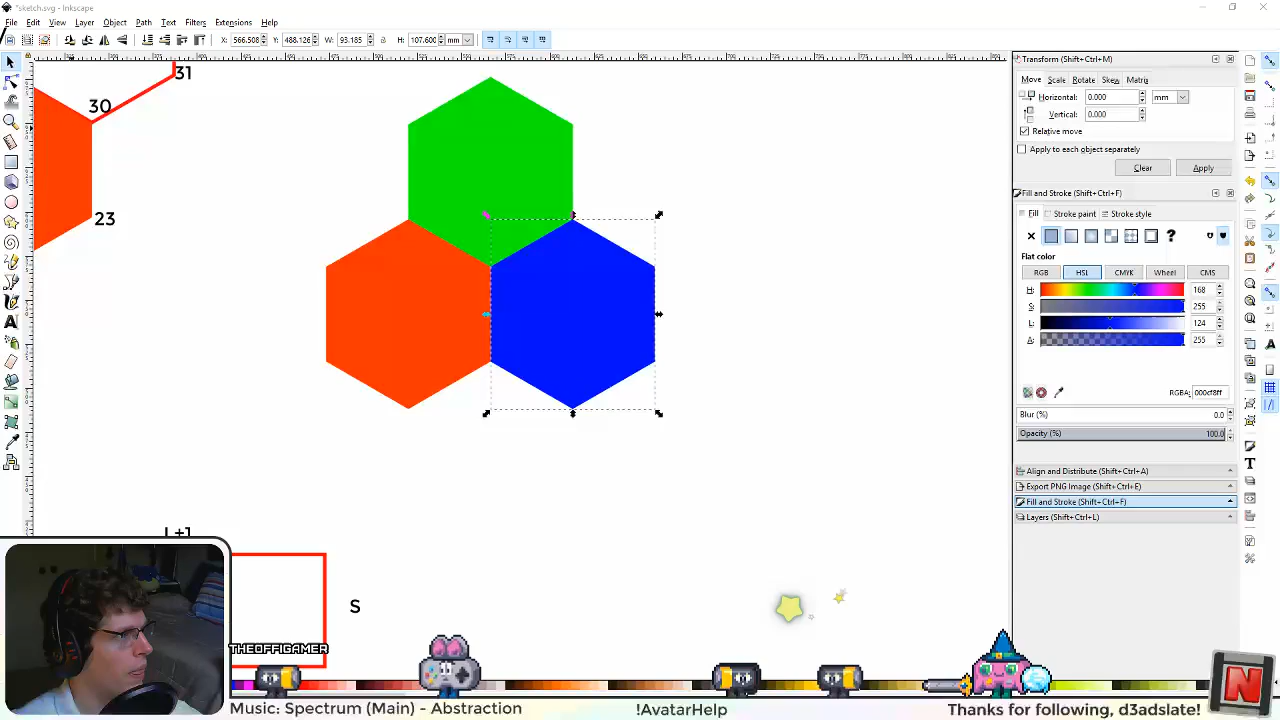 *sketch.svg - Inkscape
File Edit View Layer Object Path Text Filters Extensions Help
X: 566.508 Y: 488.126 W: 93.185 H: 107.600 mm
31
30
23
L+1
S
Transform (Shift+Ctrl+M)
Move Scale Rotate Skew Matrix
Horizontal: 0.000 mm
Vertical: 0.000
Relative move
Apply to each object separately
Clear Apply
Fill and Stroke (Shift+Ctrl+F)
Fill Stroke paint Stroke style
Flat color
RGB HSL CMYK Wheel CMS
H: 168
S: 255
L: 124
A: 255
RGBA: 000cf8ff
Blur (%) 0.0
Opacity (%) 100.0
Align and Distribute (Shift+Ctrl+A)
Export PNG Image (Shift+Ctrl+E)
Fill and Stroke (Shift+Ctrl+F)
Layers (Shift+Ctrl+L)
THEOFFIGAMER
N
Music: Spectrum (Main) - Abstraction !AvatarHelp Thanks for following, d3adslate!